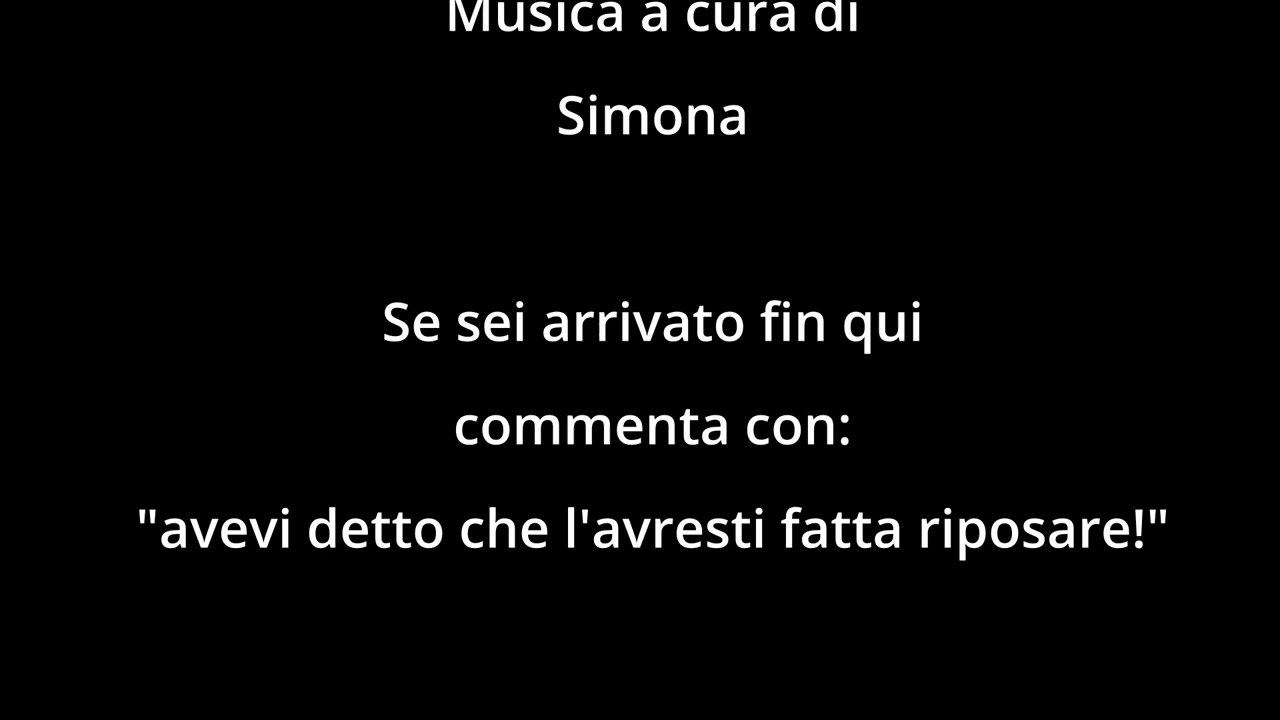 Musica a cura di
Simona
Se sei arrivato fin qui
commenta con:
"avevi detto che l'avresti fatta riposare!"